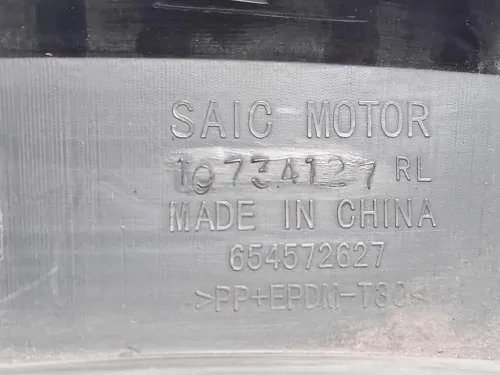 SAIC MOTOR
10734127 RL
MADE IN CHINA
654572627
>PP+EPDM-T30<